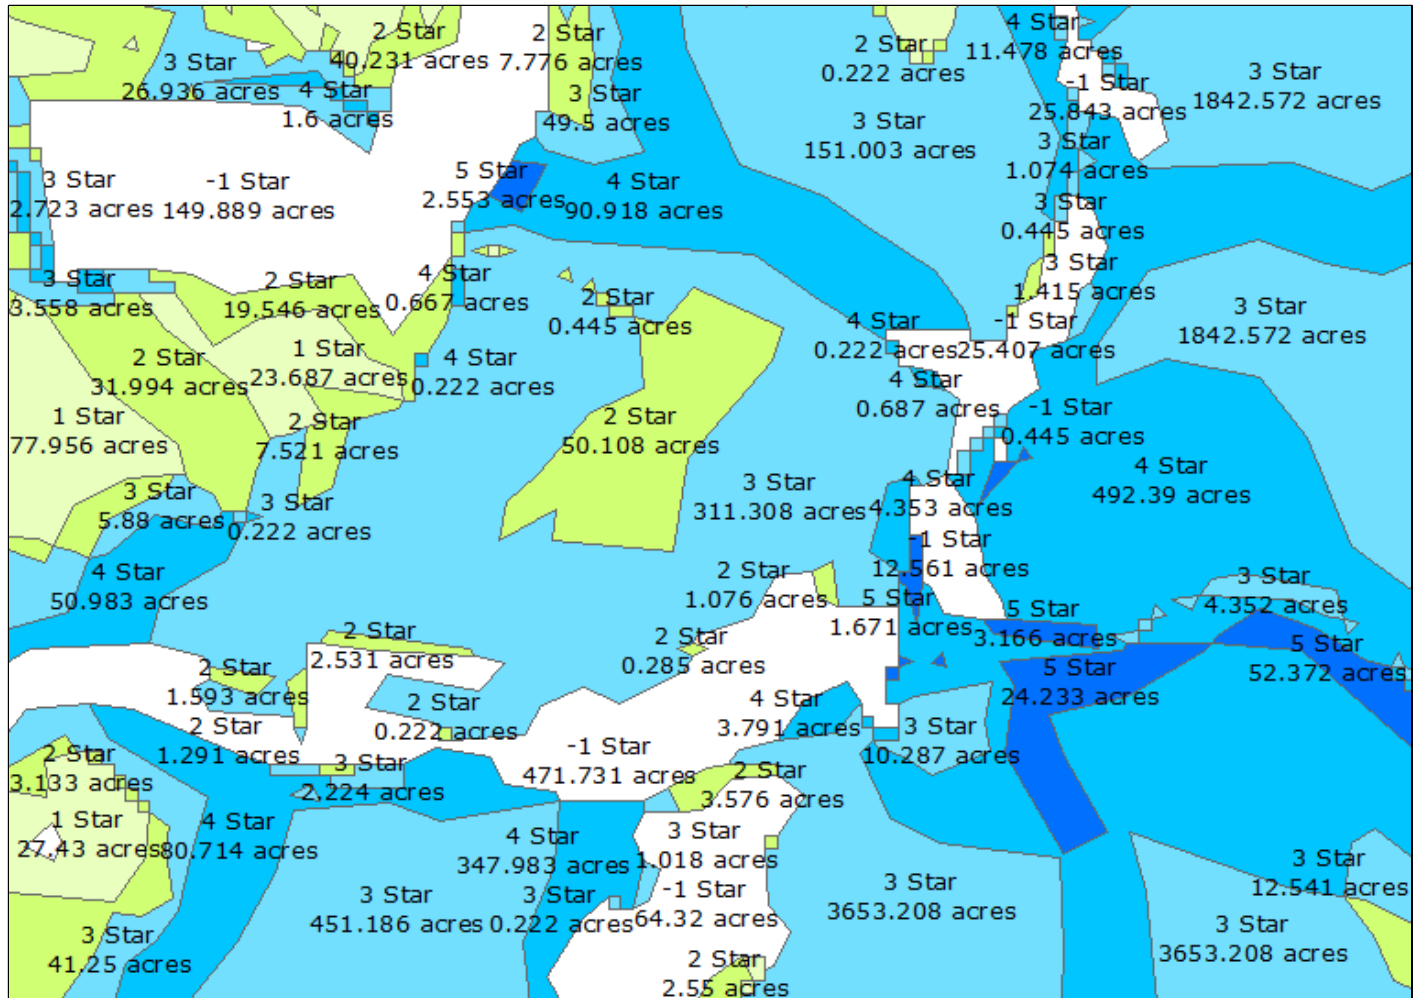 4 Star
11.478 acres
2 Star
40.231 acres
2 Star
7.776 acres
2 Star
0.222 acres
3 Star
26.936 acres
3 Star
1842.572 acres
-1 Star
25.843 acres
4 Star
1.6 acres
3 Star
49.5 acres
3 Star
151.003 acres
3 Star
1.074 acres
5 Star
2.553 acres
3 Star
2.723 acres
-1 Star
149.889 acres
4 Star
90.918 acres
3 Star
0.445 acres
3 Star
1.415 acres
4 Star
0.667 acres
3 Star
3.558 acres
2 Star
19.546 acres
2 Star
0.445 acres
3 Star
1842.572 acres
4 Star
0.222 acres
-1 Star
25.407 acres
1 Star
23.687 acres
2 Star
31.994 acres
4 Star
0.222 acres
4 Star
0.687 acres
-1 Star
0.445 acres
1 Star
77.956 acres
2 Star
7.521 acres
2 Star
50.108 acres
4 Star
492.39 acres
3 Star
311.308 acres
4 Star
4.353 acres
3 Star
5.88 acres
3 Star
0.222 acres
-1 Star
12.561 acres
4 Star
50.983 acres
2 Star
1.076 acres
3 Star
4.352 acres
5 Star
1.671 acres
5 Star
3.166 acres
2 Star
2.531 acres
2 Star
0.285 acres
5 Star
52.372 acres
2 Star
1.593 acres
5 Star
24.233 acres
2 Star
0.222 acres
4 Star
3.791 acres
2 Star
1.291 acres
3 Star
10.287 acres
-1 Star
471.731 acres
2 Star
3.133 acres
3 Star
2.224 acres
2 Star
3.576 acres
1 Star
27.43 acres
4 Star
80.714 acres
4 Star
347.983 acres
3 Star
1.018 acres
3 Star
12.541 acres
3 Star
451.186 acres
3 Star
0.222 acres
-1 Star
64.32 acres
3 Star
3653.208 acres
3 Star
3653.208 acres
3 Star
41.25 acres
2 Star
2.55 acres